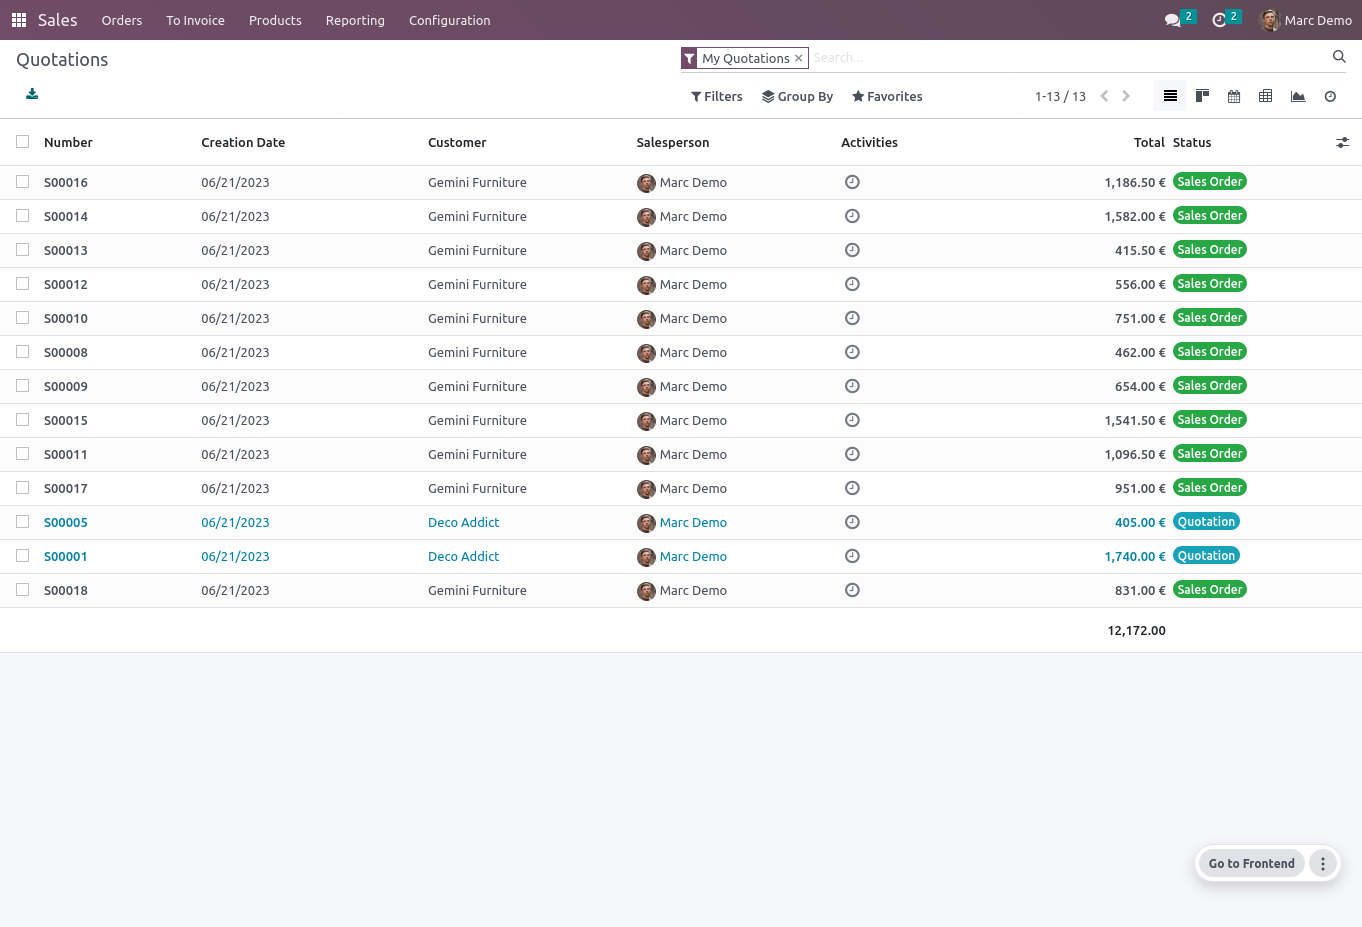 Sales Orders To Invoice Products Reporting Configuration 2 2 Marc Demo
Quotations My Quotations × Search...
Filters Group By Favorites 1-13 / 13
Number Creation Date Customer Salesperson Activities Total Status
S00016 06/21/2023 Gemini Furniture Marc Demo 1,186.50 € Sales Order
S00014 06/21/2023 Gemini Furniture Marc Demo 1,582.00 € Sales Order
S00013 06/21/2023 Gemini Furniture Marc Demo 415.50 € Sales Order
S00012 06/21/2023 Gemini Furniture Marc Demo 556.00 € Sales Order
S00010 06/21/2023 Gemini Furniture Marc Demo 751.00 € Sales Order
S00008 06/21/2023 Gemini Furniture Marc Demo 462.00 € Sales Order
S00009 06/21/2023 Gemini Furniture Marc Demo 654.00 € Sales Order
S00015 06/21/2023 Gemini Furniture Marc Demo 1,541.50 € Sales Order
S00011 06/21/2023 Gemini Furniture Marc Demo 1,096.50 € Sales Order
S00017 06/21/2023 Gemini Furniture Marc Demo 951.00 € Sales Order
S00005 06/21/2023 Deco Addict Marc Demo 405.00 € Quotation
S00001 06/21/2023 Deco Addict Marc Demo 1,740.00 € Quotation
S00018 06/21/2023 Gemini Furniture Marc Demo 831.00 € Sales Order
12,172.00
Go to Frontend